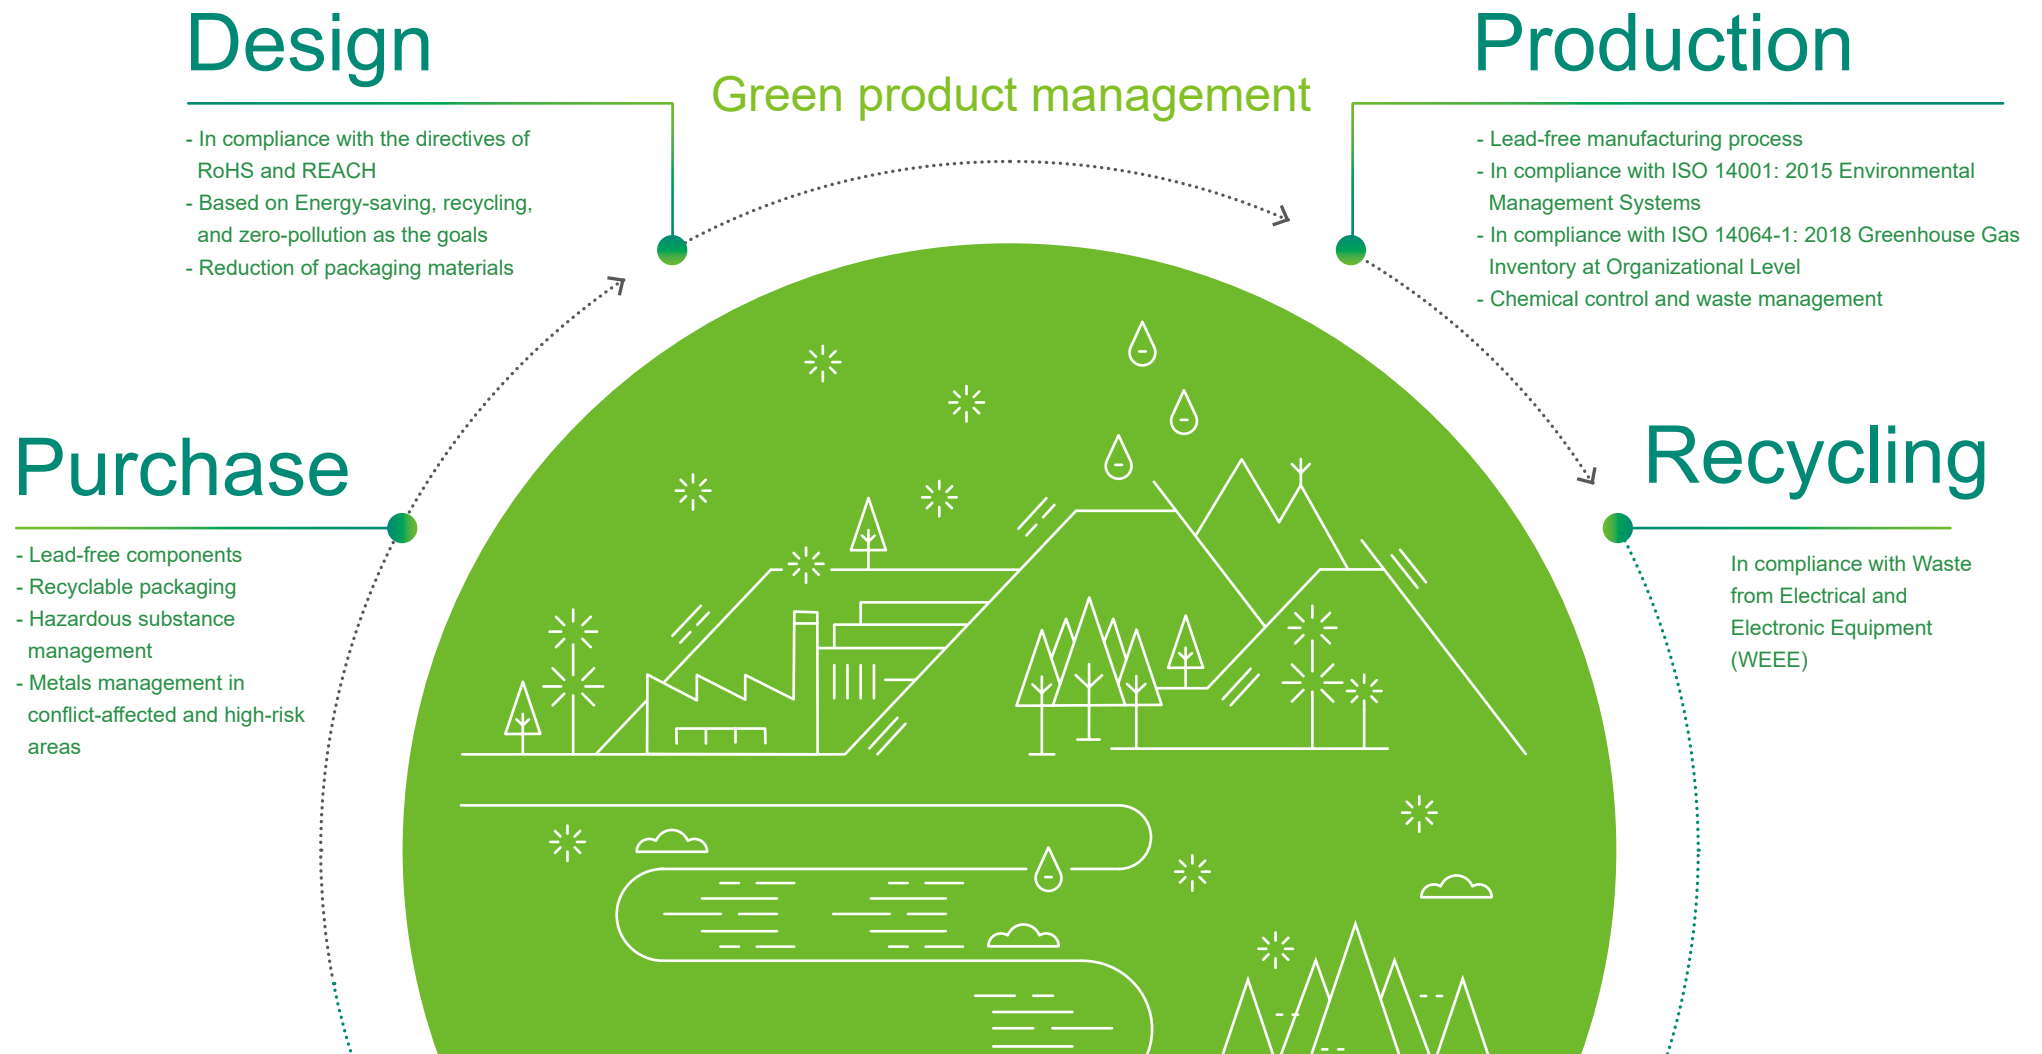 Design
- In compliance with the directives of
RoHS and REACH
- Based on Energy-saving, recycling,
and zero-pollution as the goals
- Reduction of packaging materials
Green product management
Production
- Lead-free manufacturing process
- In compliance with ISO 14001: 2015 Environmental
Management Systems
- In compliance with ISO 14064-1: 2018 Greenhouse Gas
Inventory at Organizational Level
- Chemical control and waste management
Purchase
- Lead-free components
- Recyclable packaging
- Hazardous substance
management
- Metals management in
conflict-affected and high-risk
areas
Recycling
In compliance with Waste
from Electrical and
Electronic Equipment
(WEEE)